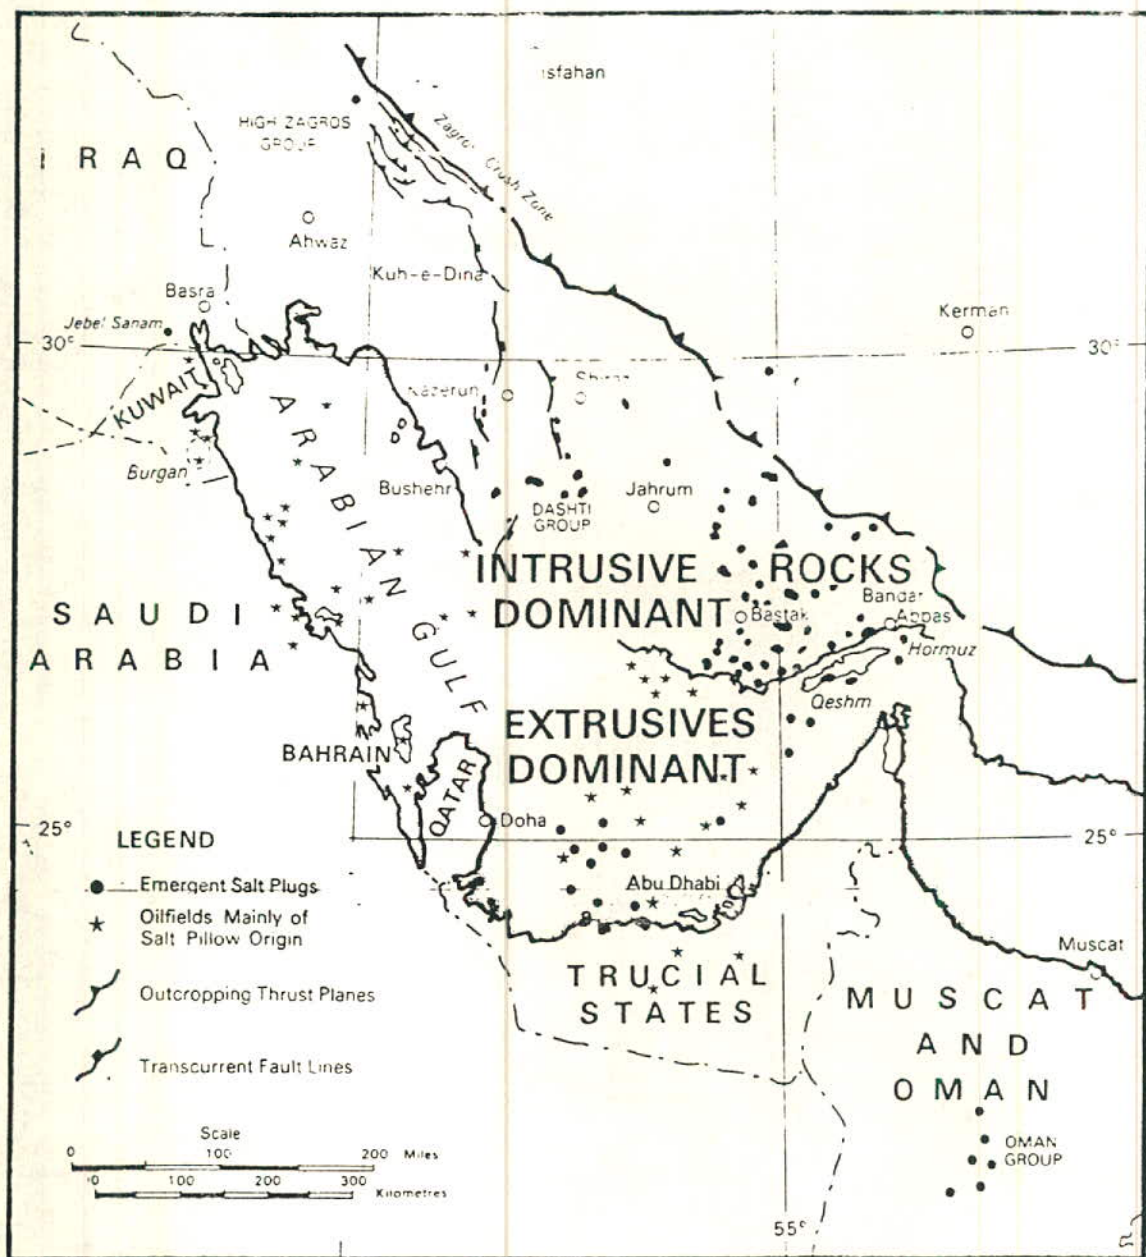 Isfahan
HIGH ZAGROS
GROUP
Zagros Crush Zone
IRAQ
Ahwaz
Kuh-e-Dina
Basra
Jebel Sanam
Kerman
30°
30°
KUWAIT
ARABIAN GULF
Kazerun
Burgan
Bushehr
DASHTI
GROUP
Jahrum
INTRUSIVE ROCKS
DOMINANT
Bastak
Bandar
Abbas
Hormuz
SAUDI
ARABIA
Qeshm
EXTRUSIVES
DOMINANT
BAHRAIN
QATAR
Doha
25°
25°
LEGEND
Emergent Salt Plugs
Oilfields Mainly of
Salt Pillow Origin
Outcropping Thrust Planes
Transcurrent Fault Lines
Abu Dhabi
Muscat
TRUCIAL
STATES
MUSCAT
AND
OMAN
OMAN
GROUP
Scale
0 100 200 Miles
0 100 200 300 Kilometres
55°